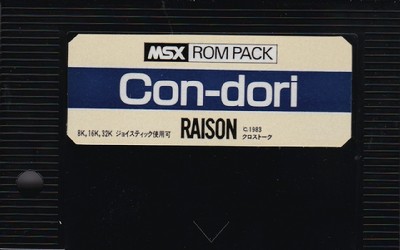 MSX ROM PACK
Con-dori
8K, 16K, 32K ジョイスティック使用可 RAISON C.1983
クロストーク